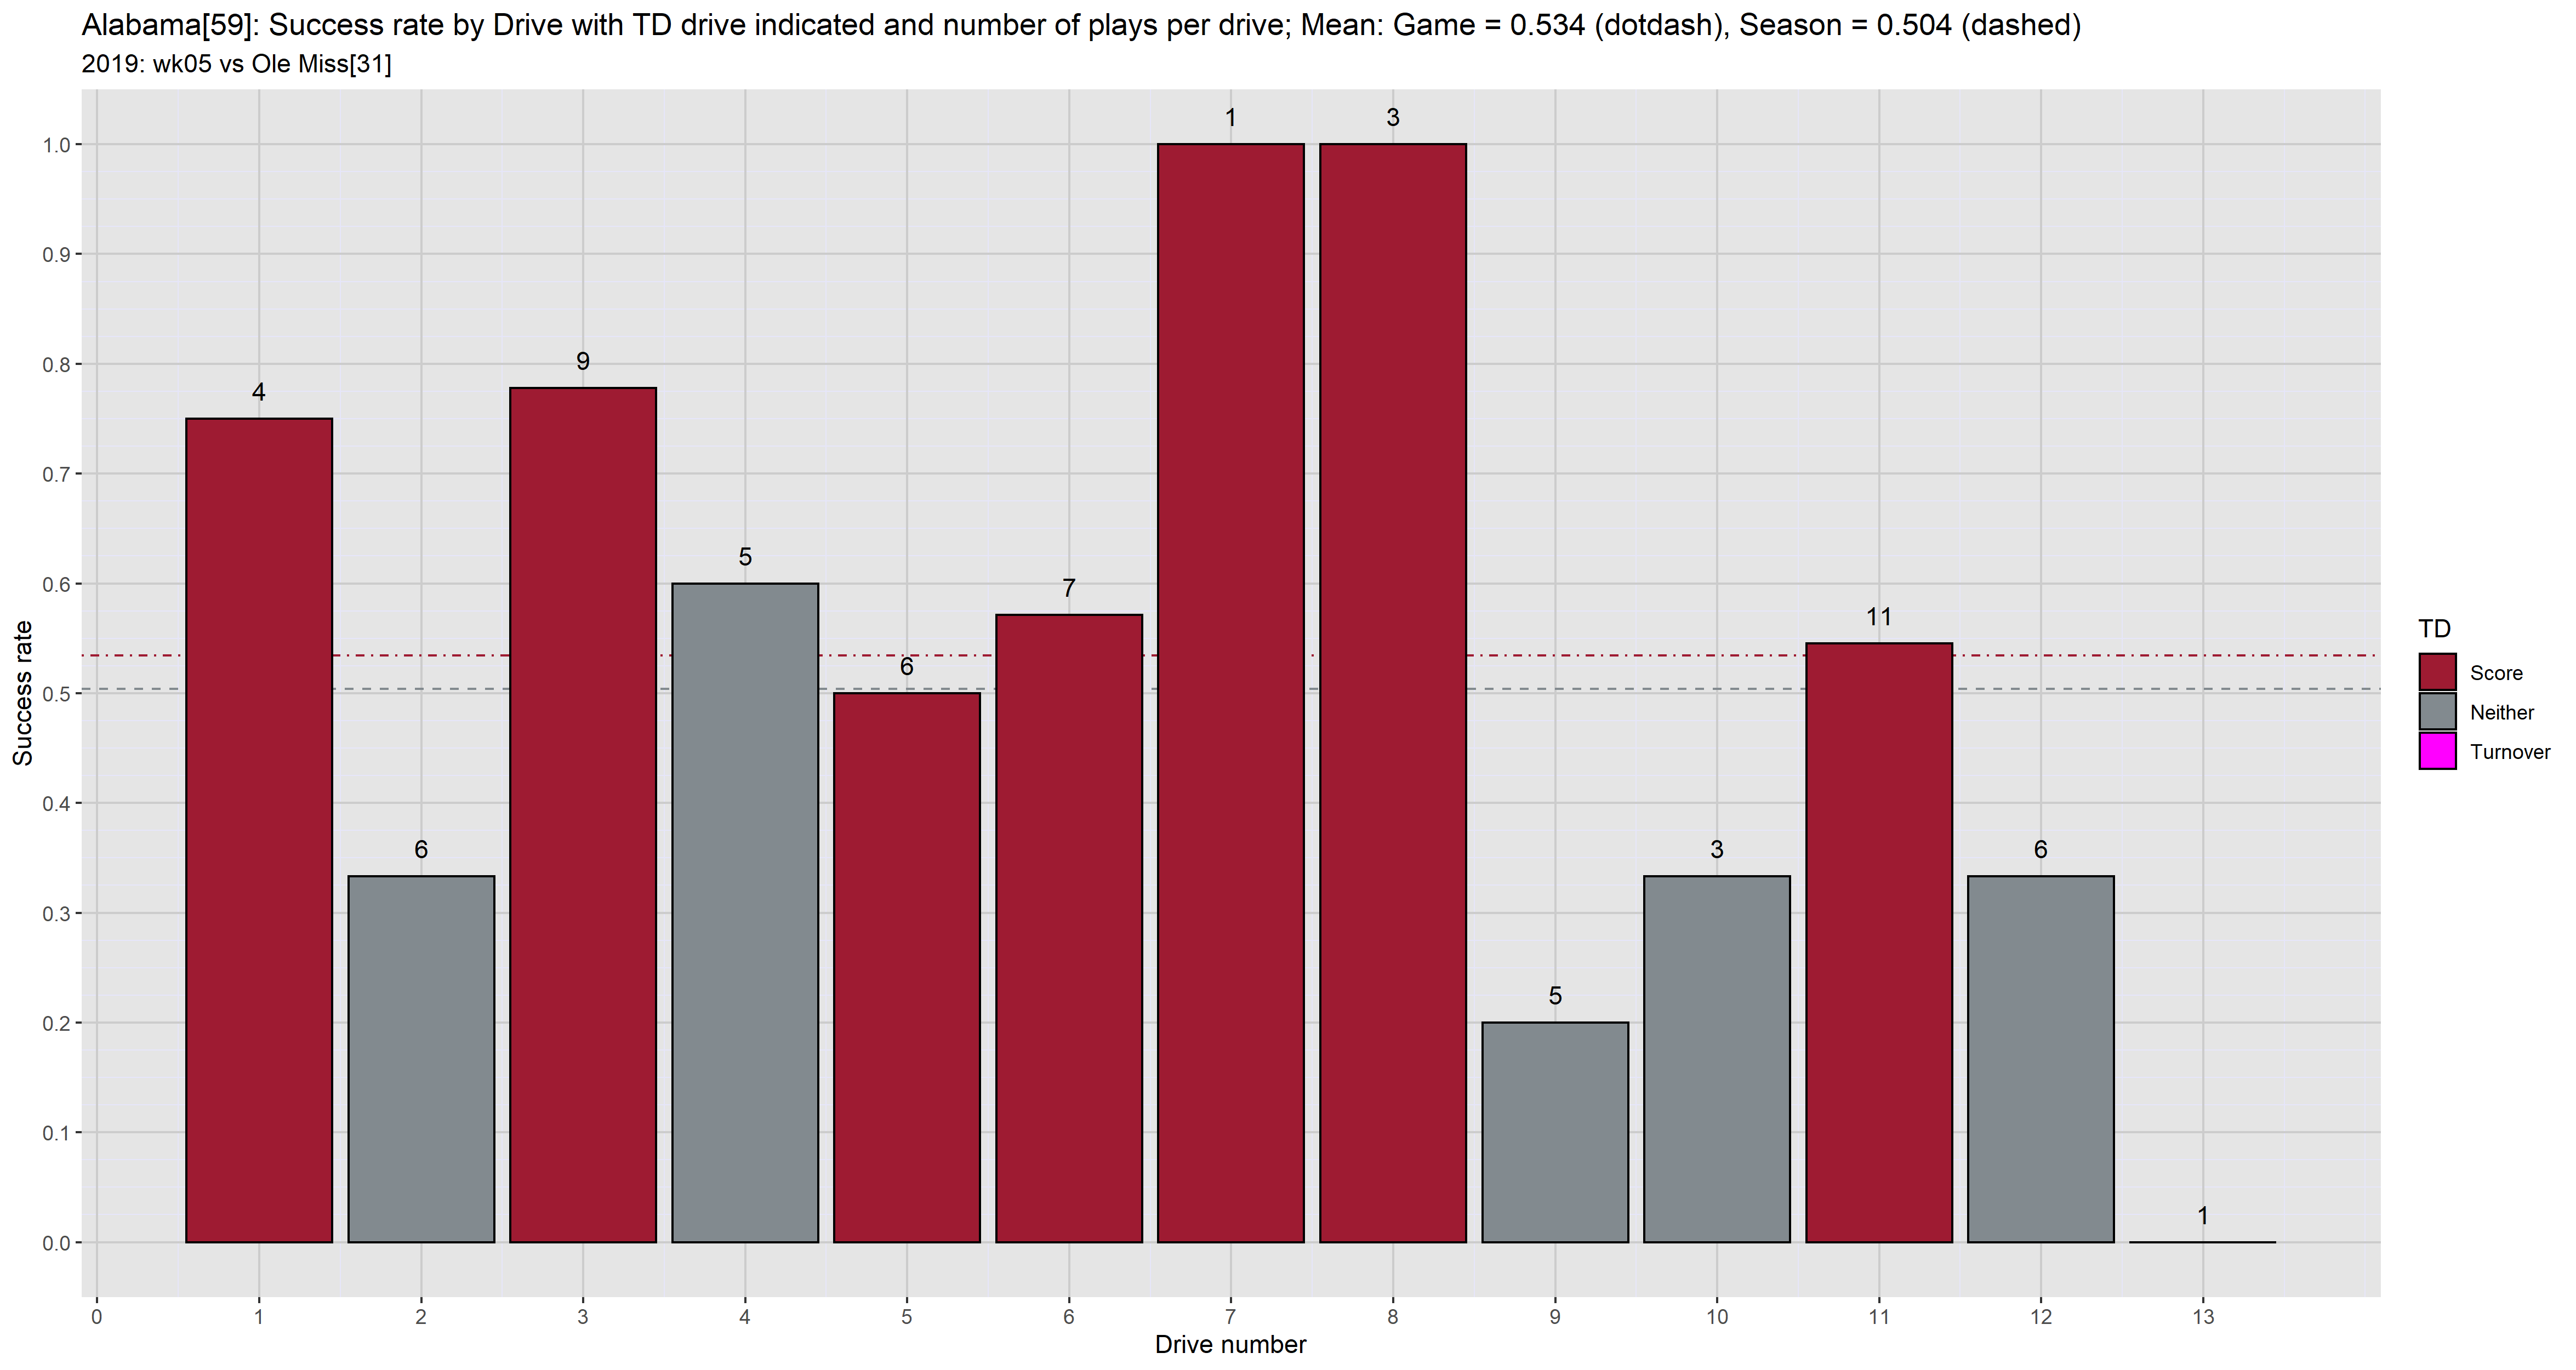 Alabama[59]: Success rate by Drive with TD drive indicated and number of plays per drive; Mean: Game = 0.534 (dotdash), Season = 0.504 (dashed)
2019: wk05 vs Ole Miss[31]
1.0
0.9
0.8
0.7
0.6
0.5
0.4
0.3
0.2
0.1
0.0
Success rate
4
6
9
5
6
7
1
3
5
3
11
6
1
0 1 2 3 4 5 6 7 8 9 10 11 12 13
Drive number
TD
Score
Neither
Turnover